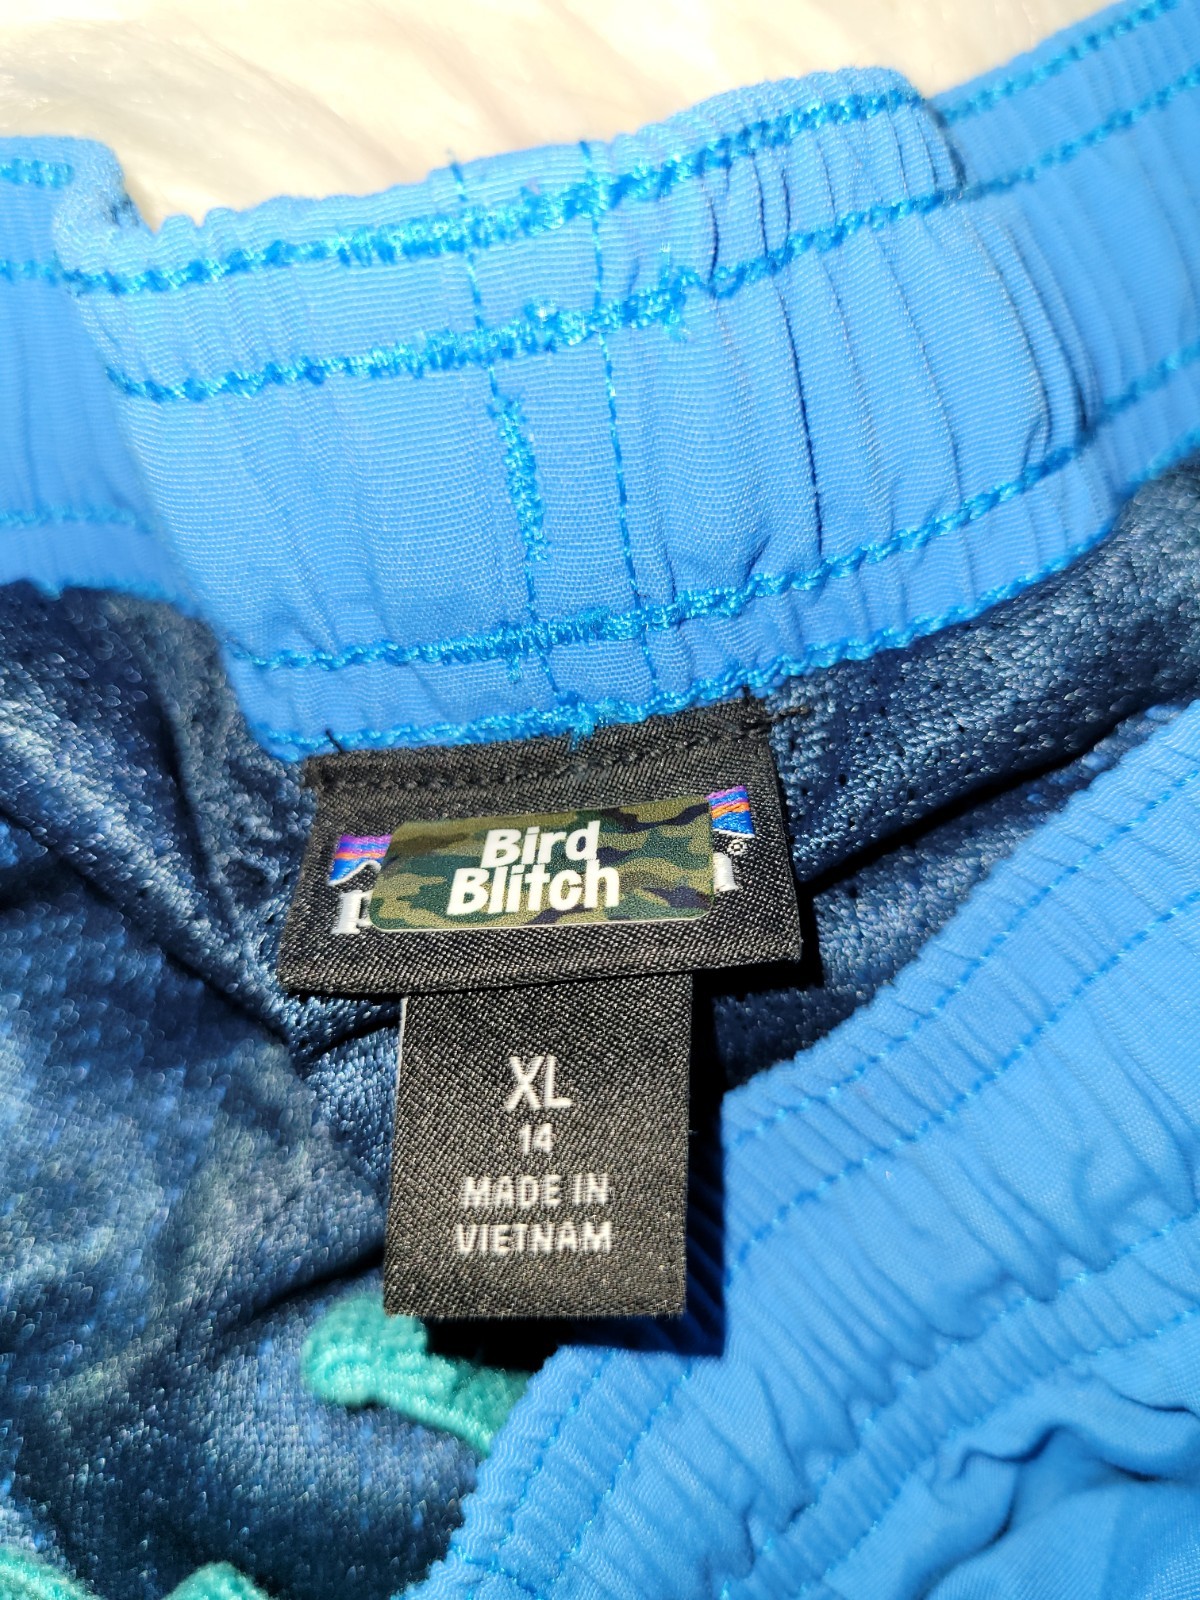 Bird
Blitch
XL
14
MADE IN
VIETNAM